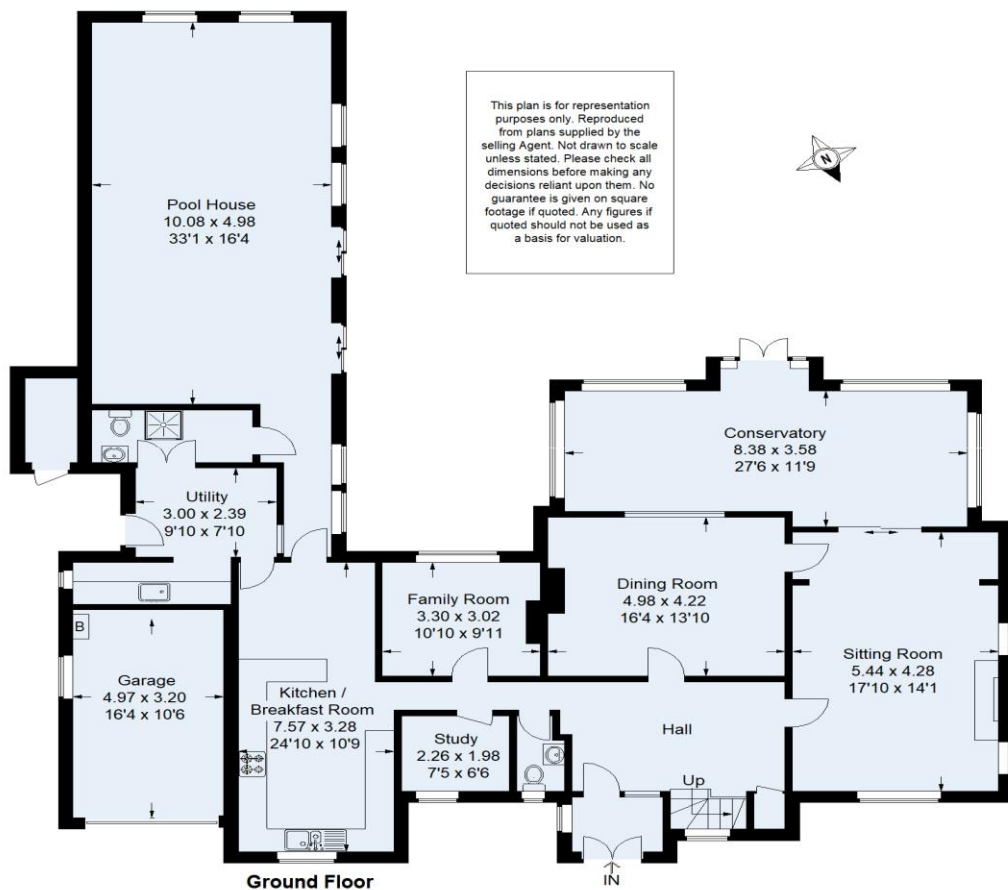 This plan is for representation
purposes only. Reproduced
from plans supplied by the
selling Agent. Not drawn to scale
unless stated. Please check all
dimensions before making any
decisions reliant upon them. No
guarantee is given on square
footage if quoted. Any figures if
quoted should not be used as
a basis for valuation.
N
Pool House
10.08 x 4.98
33'1 x 16'4
Conservatory
8.38 x 3.58
27'6 x 11'9
Utility
3.00 x 2.39
9'10 x 7'10
Dining Room
4.98 x 4.22
16'4 x 13'10
Family Room
3.30 x 3.02
10'10 x 9'11
B
Sitting Room
5.44 x 4.28
17'10 x 14'1
Garage
4.97 x 3.20
16'4 x 10'6
Kitchen /
Breakfast Room
7.57 x 3.28
24'10 x 10'9
Study
2.26 x 1.98
7'5 x 6'6
Hall
Up
IN
Ground Floor